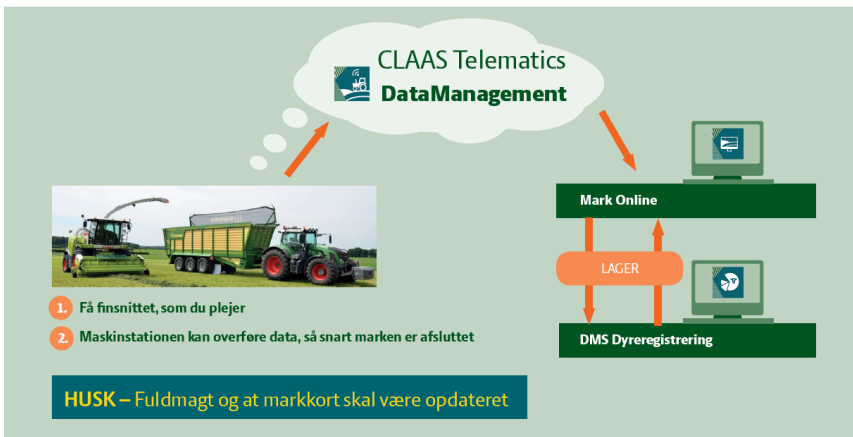 CLAAS Telematics
DataManagement
Mark Online
LAGER
DMS Dyreregistrering
1. Få finsnittet, som du plejer
2. Maskinstationen kan overføre data, så snart marken er afsluttet
HUSK – Fuldmagt og at markkort skal være opdateret